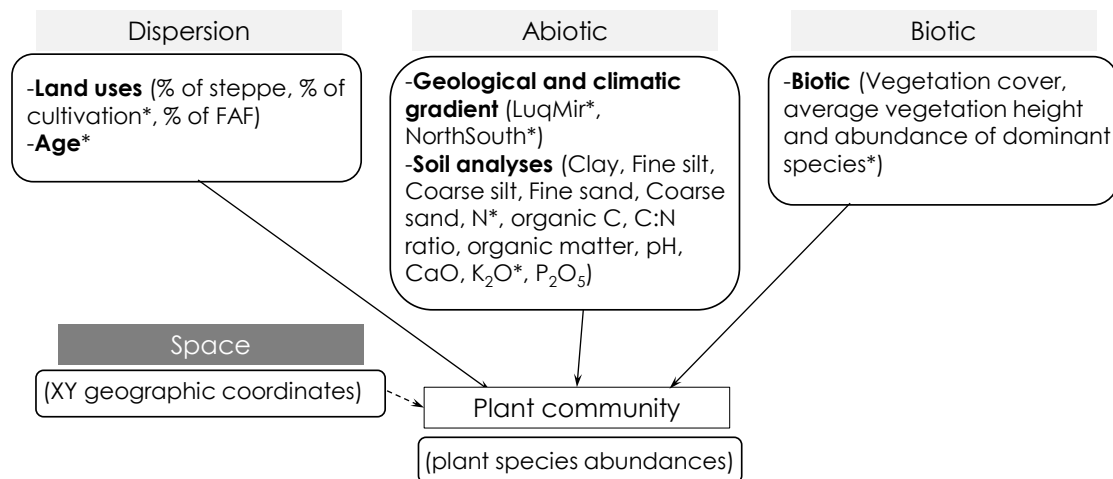 Dispersion
-Land uses (% of steppe, % of
cultivation*, % of FAF)
-Age*
Abiotic
-Geological and climatic
gradient (LuqMir*,
NorthSouth*)
-Soil analyses (Clay, Fine silt,
Coarse silt, Fine sand, Coarse
sand, N*, organic C, C:N
ratio, organic matter, pH,
CaO, K₂O*, P₂O₅)
Biotic
-Biotic (Vegetation cover,
average vegetation height
and abundance of dominant
species*)
Space
(XY geographic coordinates)
Plant community
(plant species abundances)